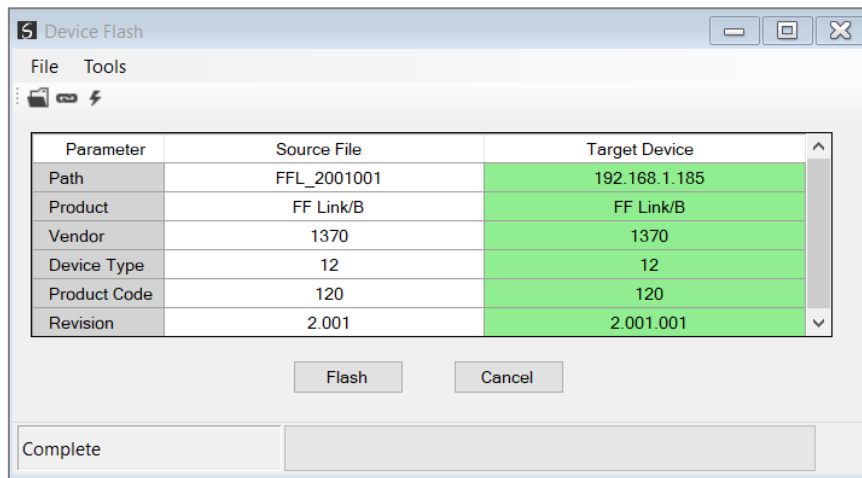 Device Flash
File Tools
Parameter Source File Target Device
Path FFL_2001001 192.168.1.185
Product FF Link/B FF Link/B
Vendor 1370 1370
Device Type 12 12
Product Code 120 120
Revision 2.001 2.001.001
Flash Cancel
Complete